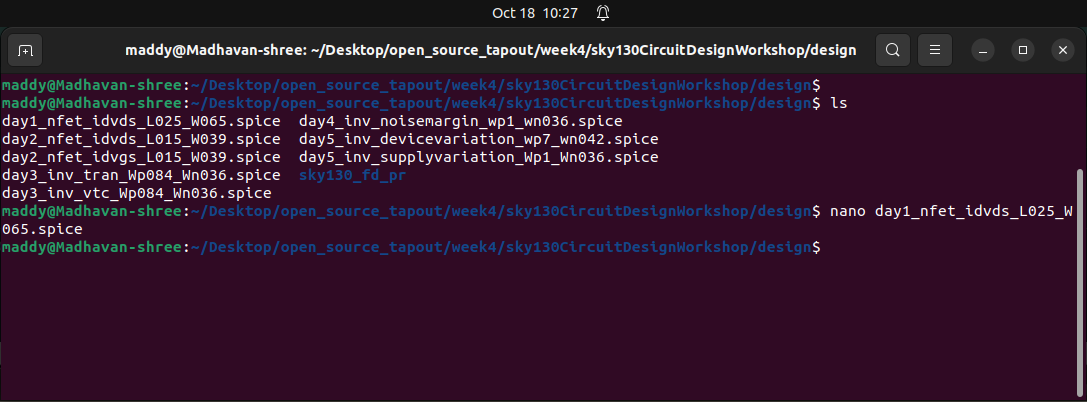 Oct 18 10:27
maddy@Madhavan-shree: ~/Desktop/open_source_tapout/week4/sky130CircuitDesignWorkshop/design
maddy@Madhavan-shree:~/Desktop/open_source_tapout/week4/sky130CircuitDesignWorkshop/design$
maddy@Madhavan-shree:~/Desktop/open_source_tapout/week4/sky130CircuitDesignWorkshop/design$ ls
day1_nfet_idvds_L025_W065.spice  day4_inv_noisemargin_wp1_wn036.spice
day2_nfet_idvds_L015_W039.spice  day5_inv_devicevariation_wp7_wn042.spice
day2_nfet_idvgs_L015_W039.spice  day5_inv_supplyvariation_Wp1_Wn036.spice
day3_inv_tran_Wp084_Wn036.spice  sky130_fd_pr
day3_inv_vtc_Wp084_Wn036.spice
maddy@Madhavan-shree:~/Desktop/open_source_tapout/week4/sky130CircuitDesignWorkshop/design$ nano day1_nfet_idvds_L025_W
065.spice
maddy@Madhavan-shree:~/Desktop/open_source_tapout/week4/sky130CircuitDesignWorkshop/design$